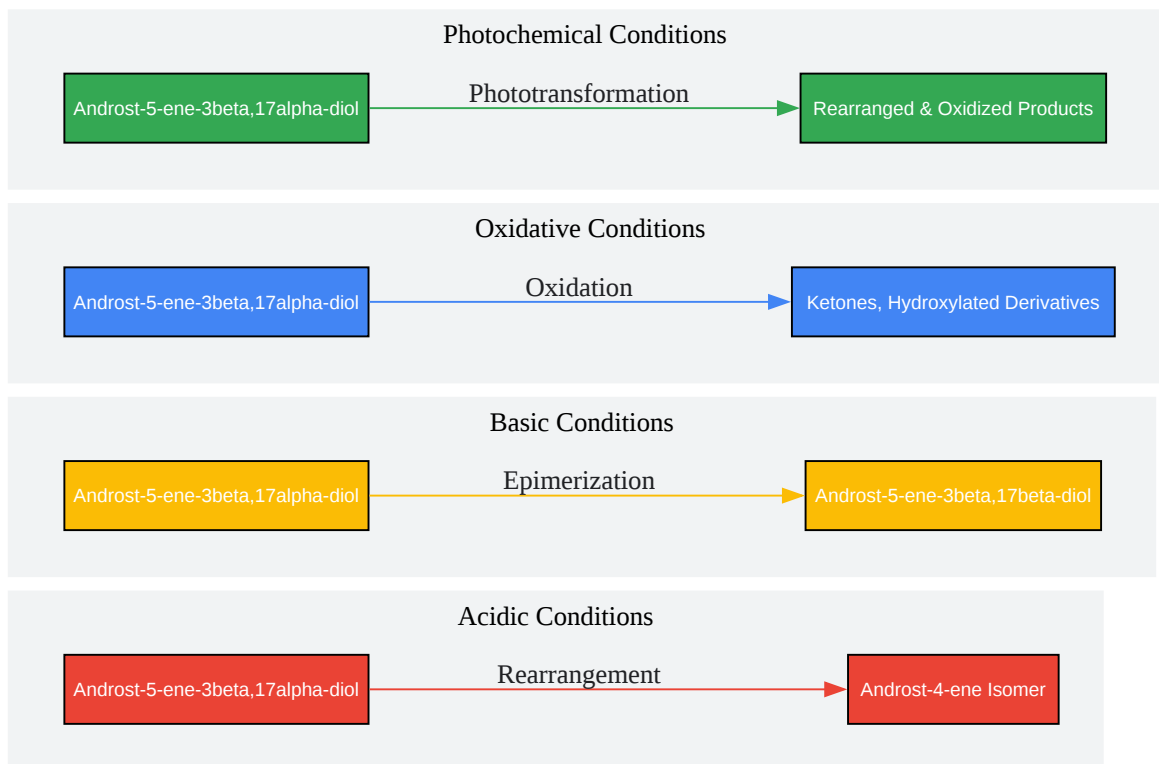 Photochemical Conditions
Androst-5-ene-3beta,17alpha-diol
Phototransformation
Rearranged & Oxidized Products
Oxidative Conditions
Androst-5-ene-3beta,17alpha-diol
Oxidation
Ketones, Hydroxylated Derivatives
Basic Conditions
Androst-5-ene-3beta,17alpha-diol
Epimerization
Androst-5-ene-3beta,17beta-diol
Acidic Conditions
Androst-5-ene-3beta,17alpha-diol
Rearrangement
Androst-4-ene Isomer